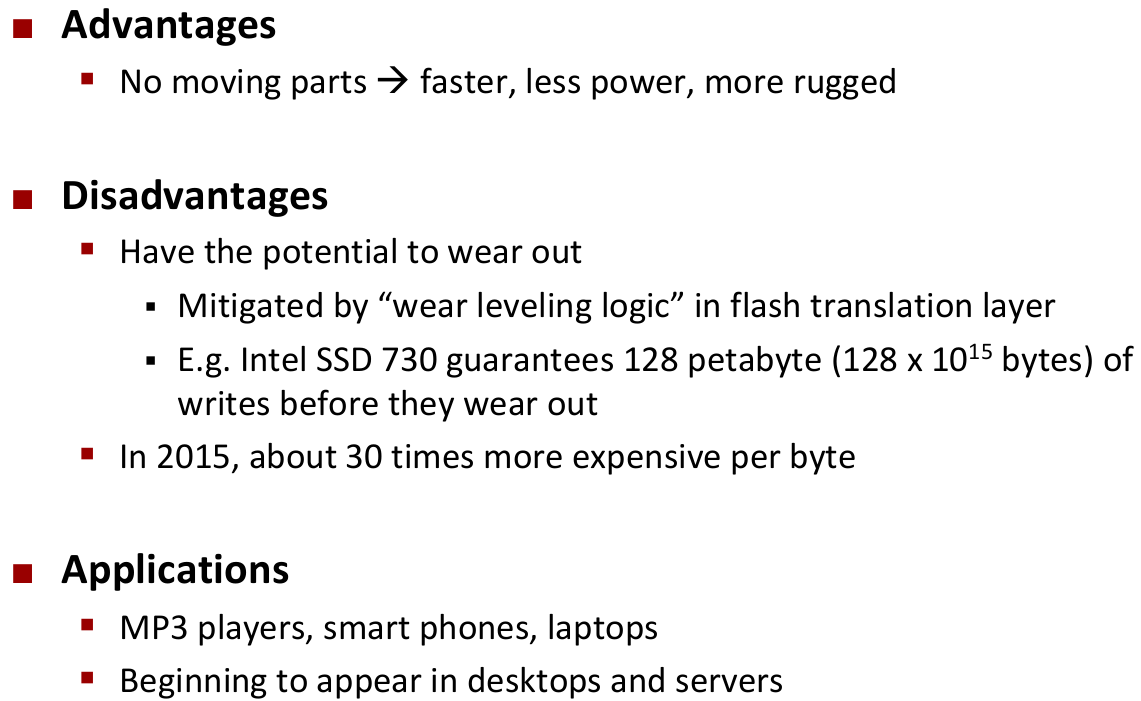 ■ Advantages
▪ No moving parts → faster, less power, more rugged
■ Disadvantages
▪ Have the potential to wear out
▪ Mitigated by “wear leveling logic” in flash translation layer
▪ E.g. Intel SSD 730 guarantees 128 petabyte (128 x 10¹⁵ bytes) of
writes before they wear out
▪ In 2015, about 30 times more expensive per byte
■ Applications
▪ MP3 players, smart phones, laptops
▪ Beginning to appear in desktops and servers